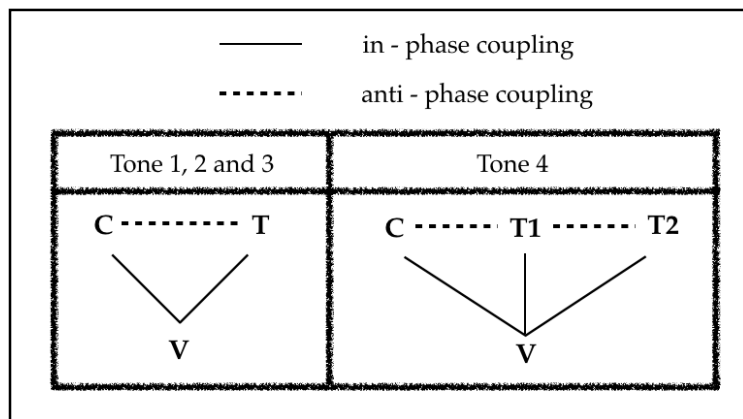 in - phase coupling
anti - phase coupling
Tone 1, 2 and 3
Tone 4
C T
C T1 T2
V
V